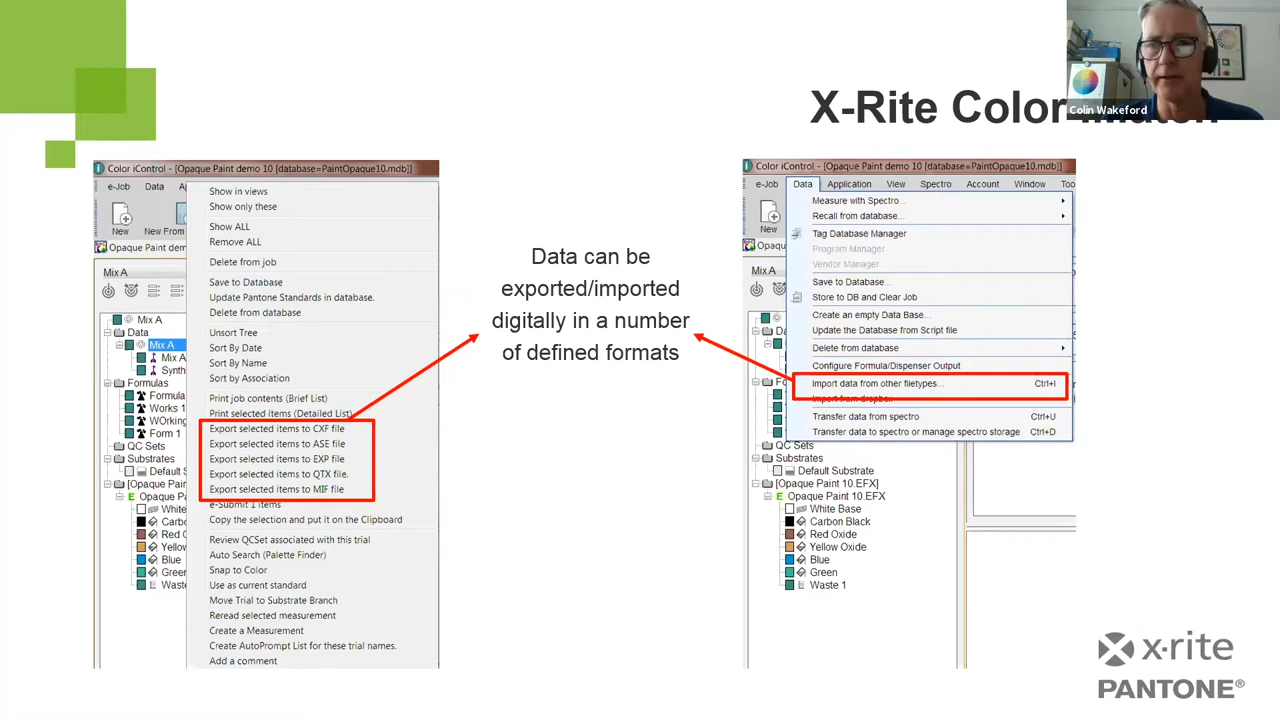 Colin Wakeford
X-Rite Color
Color iControl - [Opaque Paint demo 10 [database=PaintOpaque10.mdb]]
e-Job Data
New New From
Opaque Paint dem
Mix A
Mix A
Data
Mix A
Mix A
Synth
Formulas
Formula
Works 1
WOrking
Form 1
QC Sets
Substrates
Default S
[Opaque
Opaque Pa
White
Carbo
Red O
Yellow
Blue
Green
Waste
Show in views
Show only these
Show ALL
Remove ALL
Delete from job
Save to Database
Update Pantone Standards in database.
Delete from database
Unsort Tree
Sort By Date
Sort By Name
Sort by Association
Print job contents (Brief List)
Print selected items (Detailed List)
Export selected items to CXF file
Export selected items to ASE file
Export selected items to EXP file
Export selected items to QTX file.
Export selected items to MIF file
e-Submit 1 items
Copy the selection and put it on the Clipboard
Review QCSet associated with this trial
Auto Search (Palette Finder)
Snap to Color
Use as current standard
Move Trial to Substrate Branch
Reread selected measurement
Create a Measurement
Create AutoPrompt List for these trial names.
Add a comment
Data can be
exported/imported
digitally in a number
of defined formats
Color iControl - [Opaque Paint demo 10 [database=PaintOpaque10.mdb]]
e-Job Data Application View Spectro Account Window Too
New
Opaqu
Mix A
Measure with Spectro...
Recall from database...
Tag Database Manager
Program Manager
Vendor Manager
Save to Database...
Store to DB and Clear Job
Create an empty Data Base...
Update the Database from Script file
Delete from database
Configure Formula/Dispenser Output
Import data from other filetypes... Ctrl+I
Import from dropbox
Transfer data from spectro Ctrl+U
Transfer data to spectro or manage spectro storage Ctrl+D
QC Sets
Substrates
Default Substrate
[Opaque Paint 10.EFX]
Opaque Paint 10.EFX
White Base
Carbon Black
Red Oxide
Yellow Oxide
Blue
Green
Waste 1
x-rite
PANTONE®